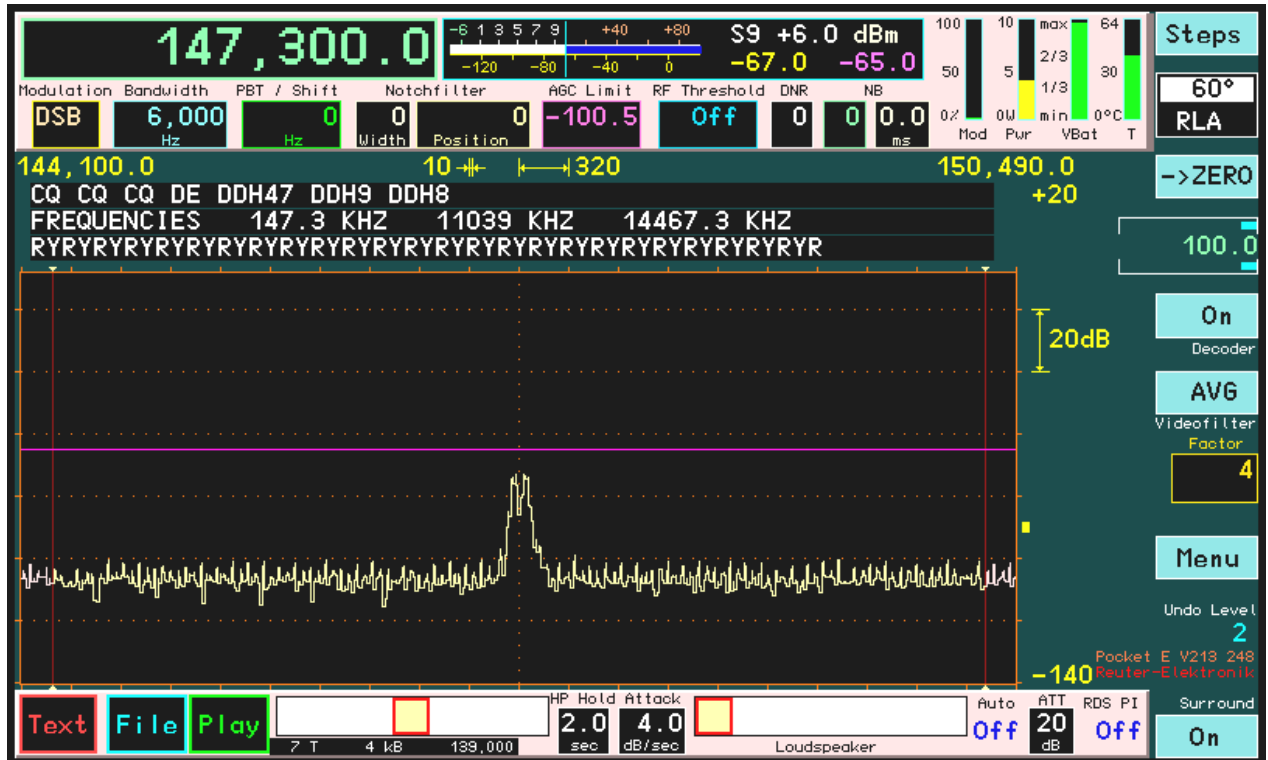 147,300.0
-6 1 3 5 7 9 +40 +80
-120 -80 -40 0
S9 +6.0 dBm
-67.0 -65.0
100 50 0% Mod
10 5 0W Pwr
max 2/3 1/3 min VBat
64 30 0°C T
Steps
Modulation Bandwidth PBT / Shift Notchfilter AGC Limit RF Threshold DNR NB
DSB 6,000 0 0 0 -100.5 Off 0 0 0.0
Hz Hz Width Position ms
60°
RLA
144,100.0 10 320 150,490.0
->ZERO
+20
CQ CQ CQ DE DDH47 DDH9 DDH8
FREQUENCIES 147.3 KHZ 11039 KHZ 14467.3 KHZ
RYRYRYRYRYRYRYRYRYRYRYRYRYRYRYRYRYRYRYRYRYRYRYRYRYR
100.0
On
Decoder
20dB
AVG
Videofilter
Factor
4
Menu
Undo Level
2
Pocket E V213 248
-140 Reuter-Elektronik
Text File Play
7 T 4 kB 139,000
HP Hold Attack
2.0 4.0
sec dB/sec
Loudspeaker
Auto ATT RDS PI
Off 20 Off
dB
Surround
On